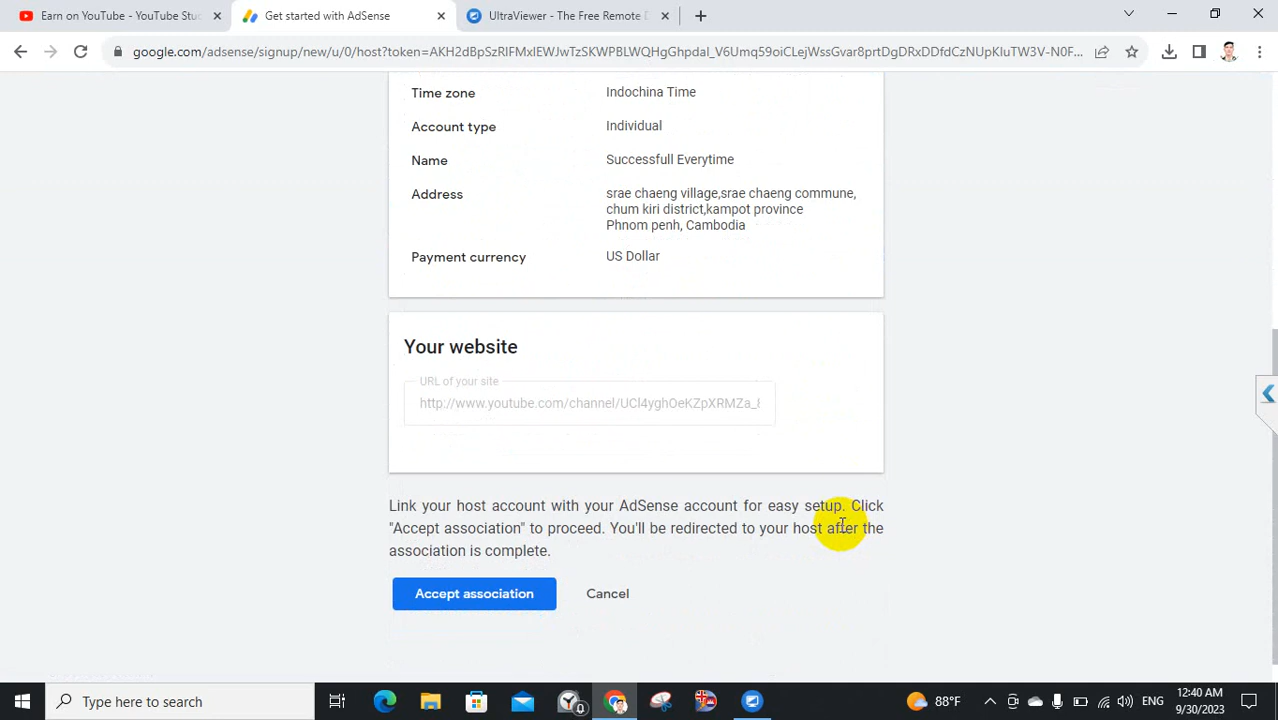 Earn on YouTube - YouTube Stud
Get started with AdSense
UltraViewer - The Free Remote D
google.com/adsense/signup/new/u/0/host?token=AKH2dBpSzRIFMxIEWJwTzSKWPBLWQHgGhpdal_V6Umq59oiCLejWssGvar8prtDgDRxDDfdCzNUpKluTW3V-N0F...
Time zone
Indochina Time
Account type
Individual
Name
Successfull Everytime
Address
srae chaeng village,srae chaeng commune,
chum kiri district,kampot province
Phnom penh, Cambodia
Payment currency
US Dollar
Your website
URL of your site
http://www.youtube.com/channel/UCl4yghOeKZpXRMZa_
Link your host account with your AdSense account for easy setup. Click
"Accept association" to proceed. You'll be redirected to your host after the
association is complete.
Accept association
Cancel
Type here to search
0
88°F
ENG
12:40 AM
9/30/2023